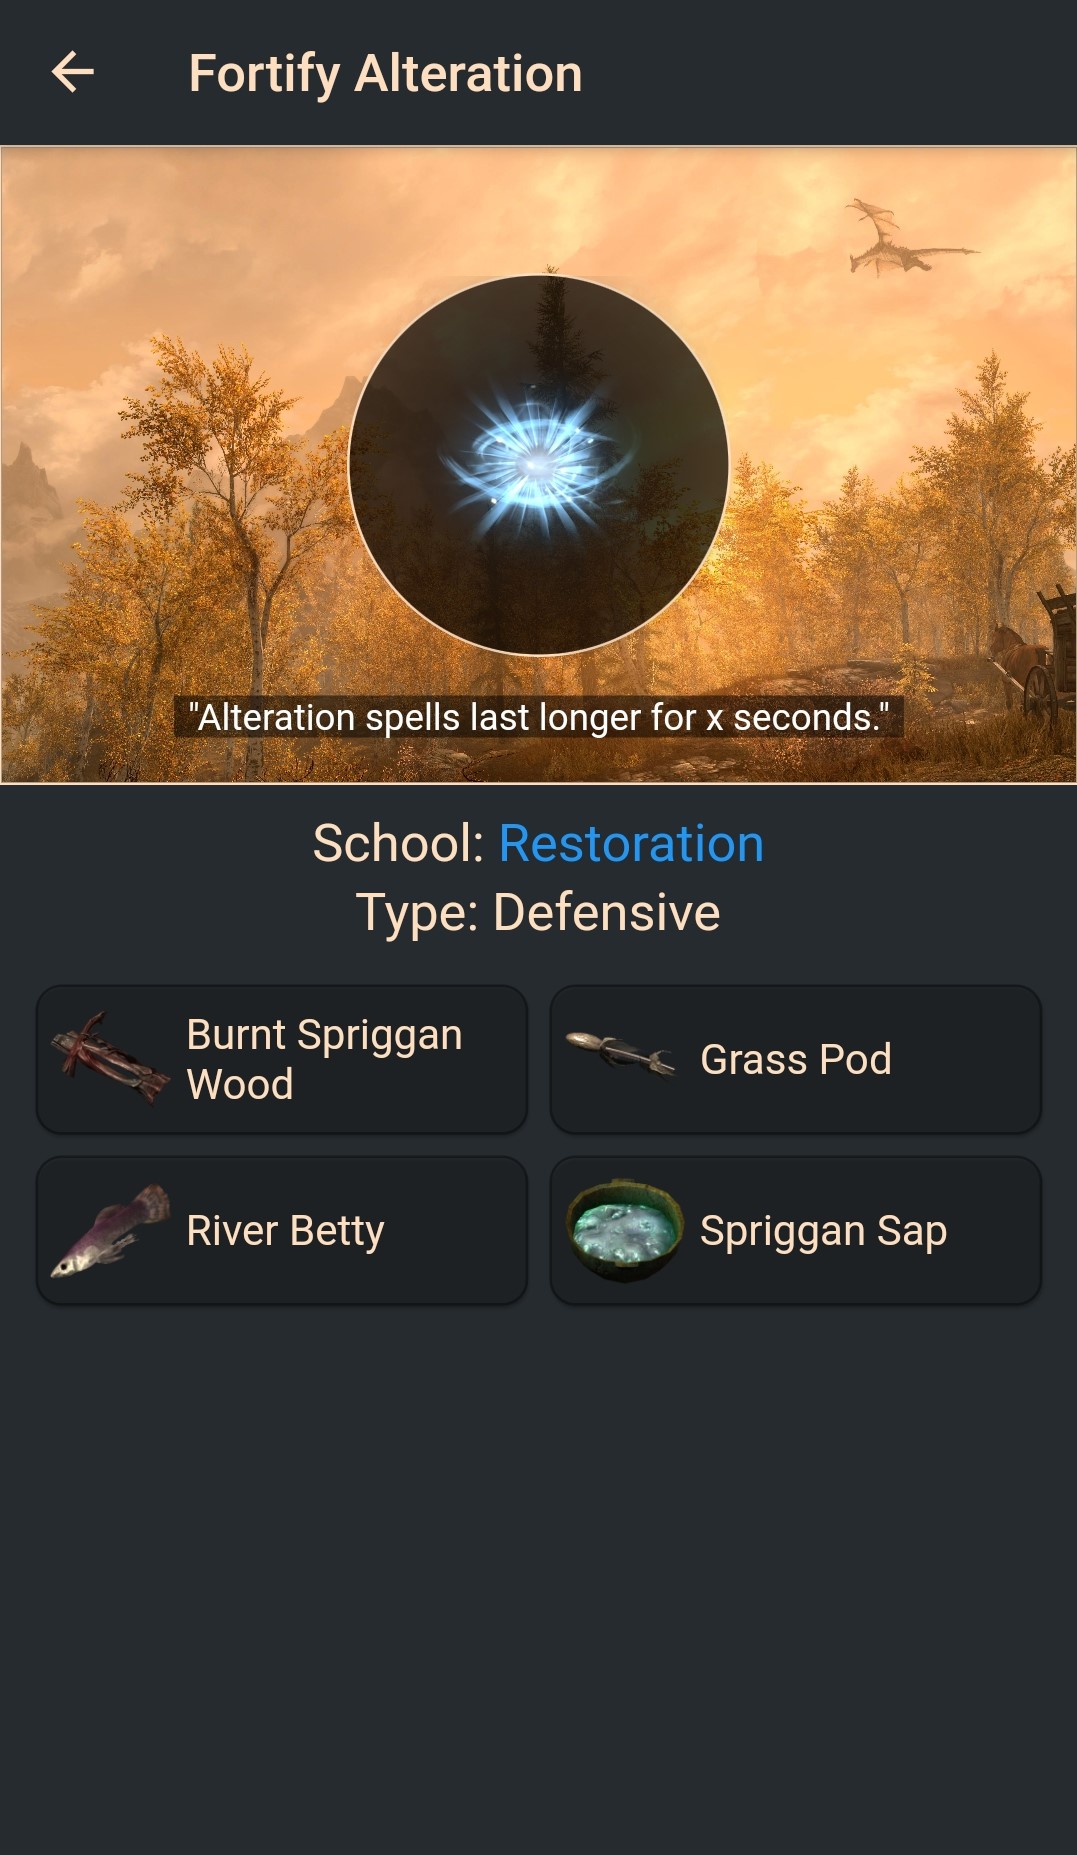 Fortify Alteration
"Alteration spells last longer for x seconds."
School: Restoration
Type: Defensive
Burnt Spriggan
Wood
Grass Pod
River Betty
Spriggan Sap